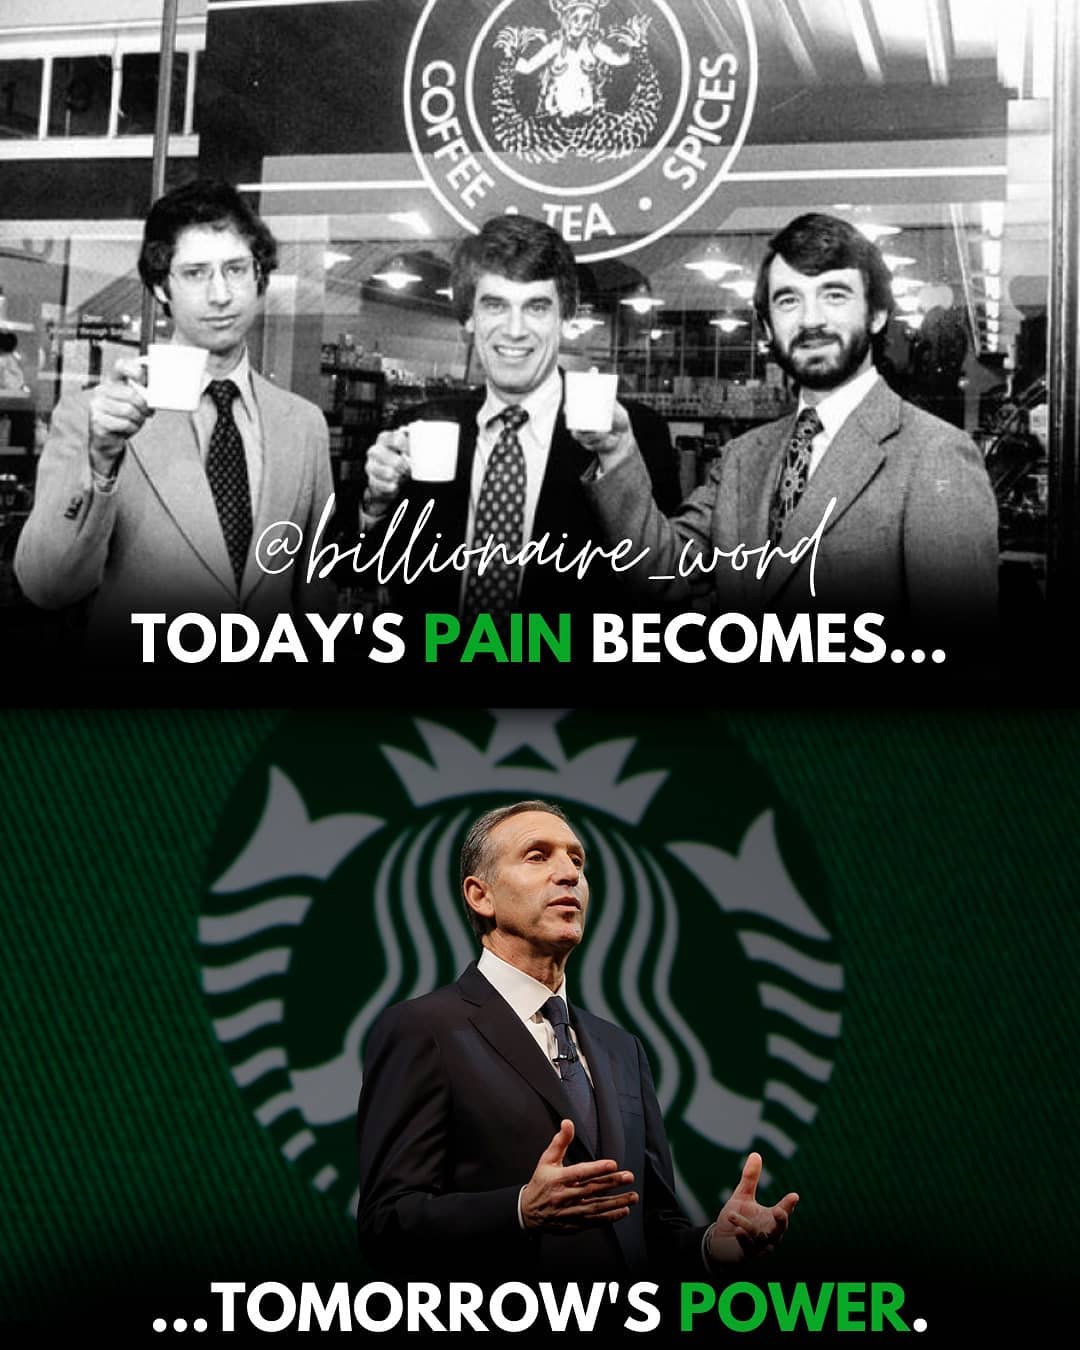 COFFEE • TEA • SPICES
@billionaire_word
TODAY'S PAIN BECOMES...
...TOMORROW'S POWER.